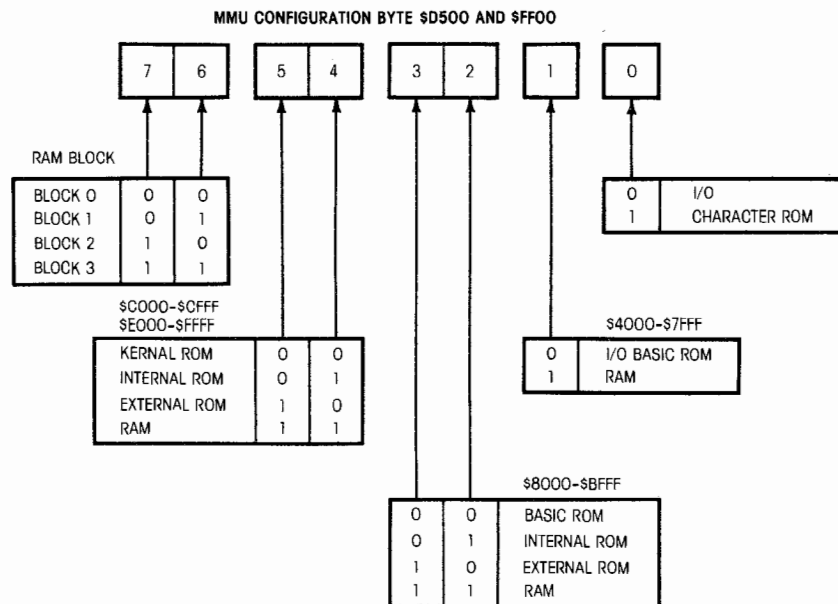 MMU CONFIGURATION BYTE $D500 AND $FF00
7 6 5 4 3 2 1 0
RAM BLOCK
BLOCK 0 0 0
BLOCK 1 0 1
BLOCK 2 1 0
BLOCK 3 1 1
0 I/O
1 CHARACTER ROM
$C000-$CFFF
$E000-$FFFF
KERNAL ROM 0 0
INTERNAL ROM 0 1
EXTERNAL ROM 1 0
RAM 1 1
$4000-$7FFF
0 I/O BASIC ROM
1 RAM
$8000-$BFFF
0 0 BASIC ROM
0 1 INTERNAL ROM
1 0 EXTERNAL ROM
1 1 RAM